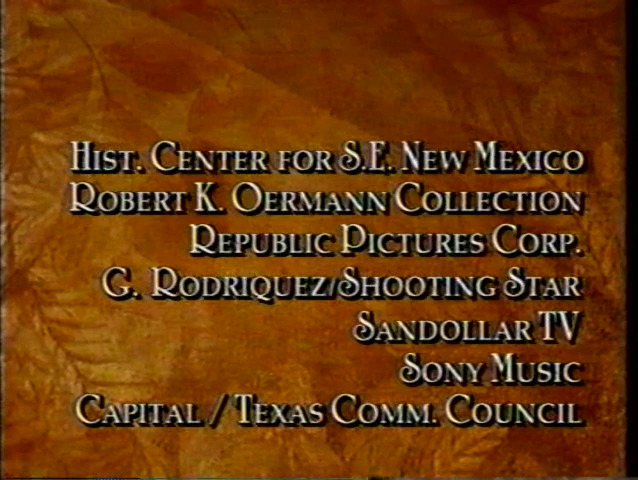 Hist. Center for S.E. New Mexico
Robert K. Oermann Collection
Republic Pictures Corp.
G. Rodriquez/Shooting Star
Sandollar TV
Sony Music
Capital / Texas Comm. Council